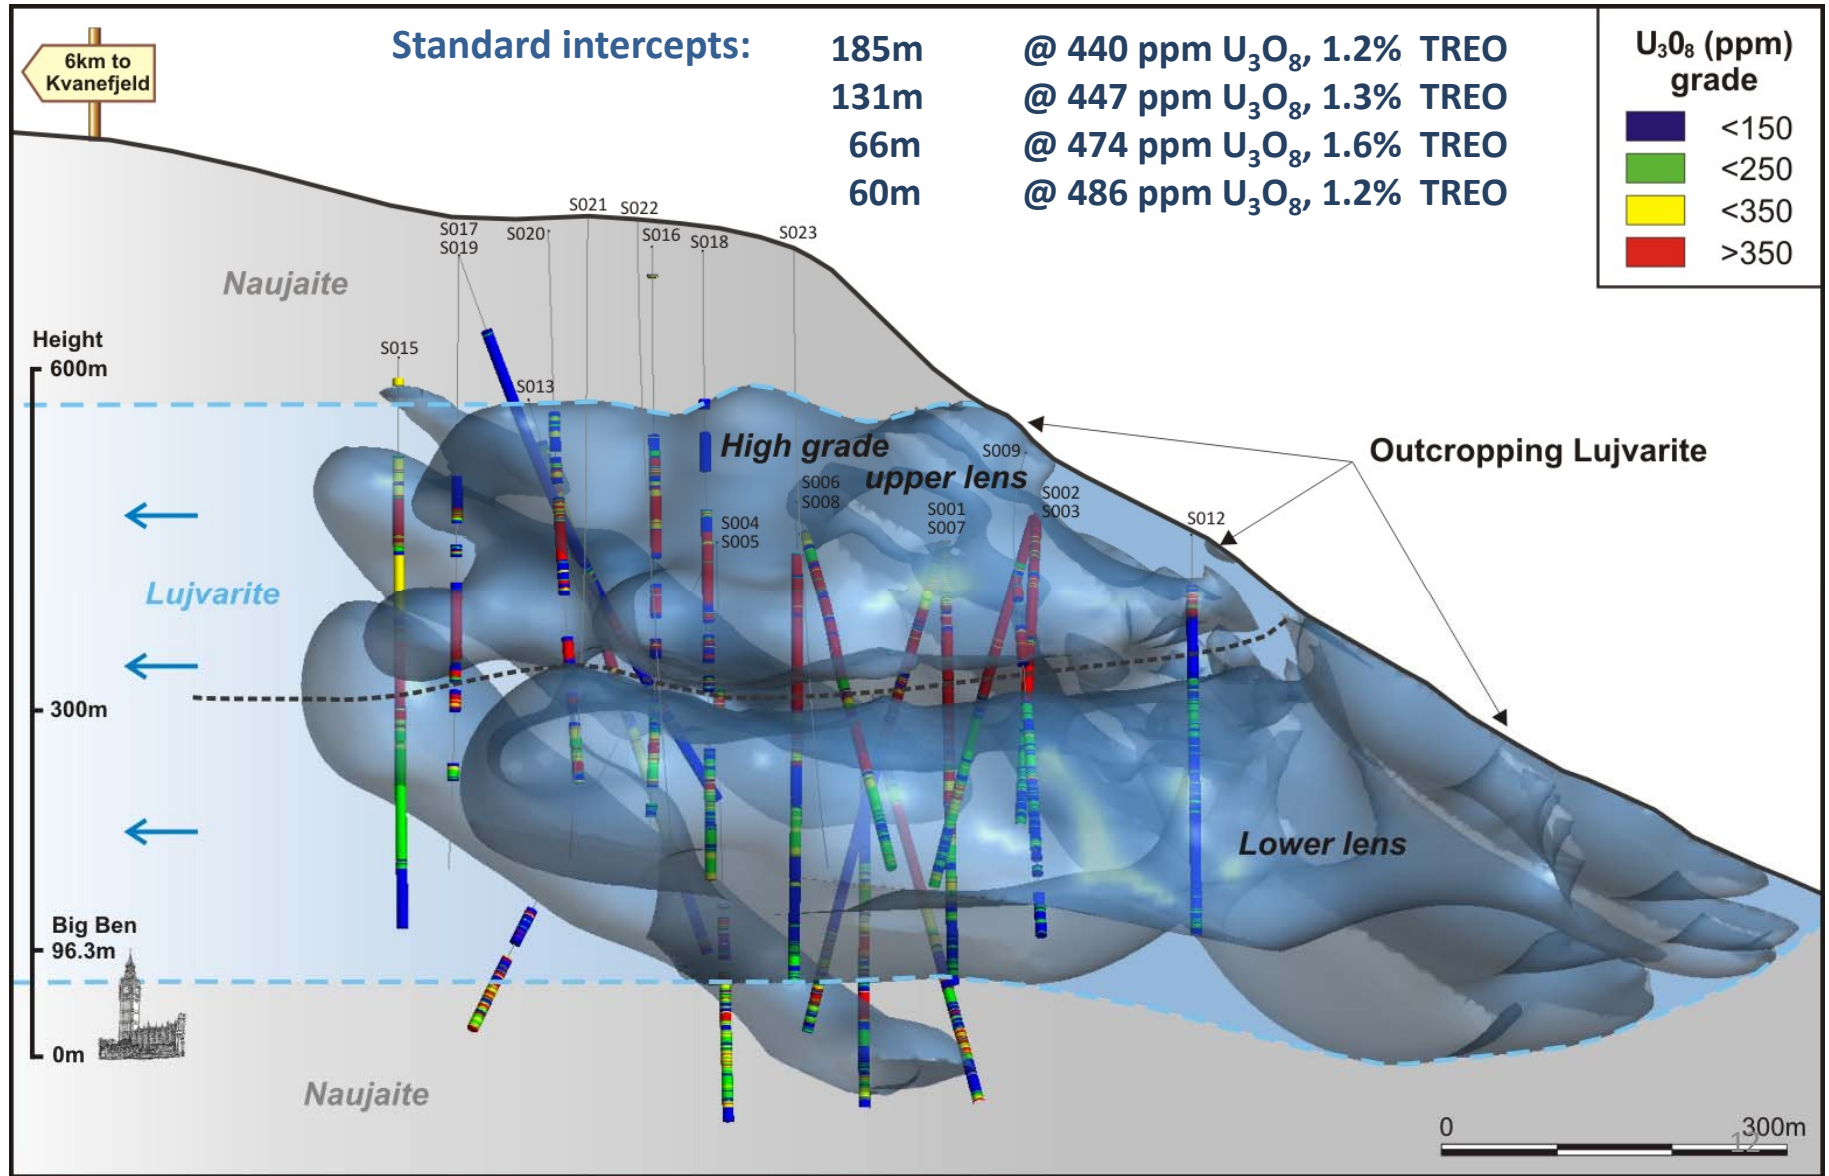 6km to
Kvanefjeld
Standard intercepts:
185m @ 440 ppm U₃O₈, 1.2% TREO
131m @ 447 ppm U₃O₈, 1.3% TREO
66m @ 474 ppm U₃O₈, 1.6% TREO
60m @ 486 ppm U₃O₈, 1.2% TREO
U₃0₈ (ppm)
grade
<150
<250
<350
>350
S021
S022
S017
S019
S020
S016
S018
S023
Naujaite
Height
600m
S015
S013
High grade
upper lens
S009
Outcropping Lujvarite
S006
S008
S002
S003
S001
S007
S004
S005
S012
Lujvarite
300m
Lower lens
Big Ben
96.3m
0m
Naujaite
0 300m
12